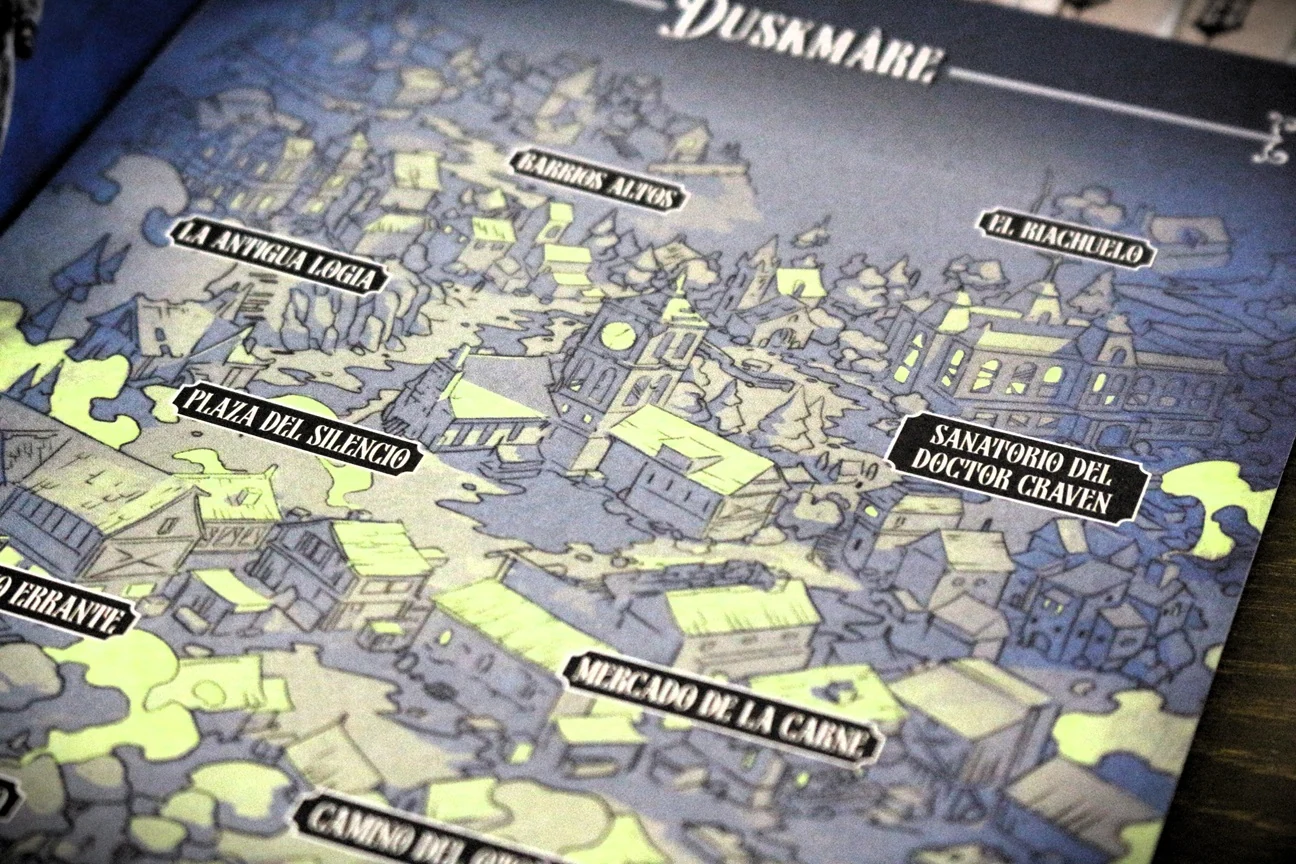 DUSKMÀRE
BARRIOS ALTOS
EL RIACHUELO
LA ANTIGUA LOGIA
PLAZA DEL SILENCIO
SANATORIO DEL
DOCTOR CRAVEN
ERRANTE
MERCADO DE LA CARNE
CAMINO DEL